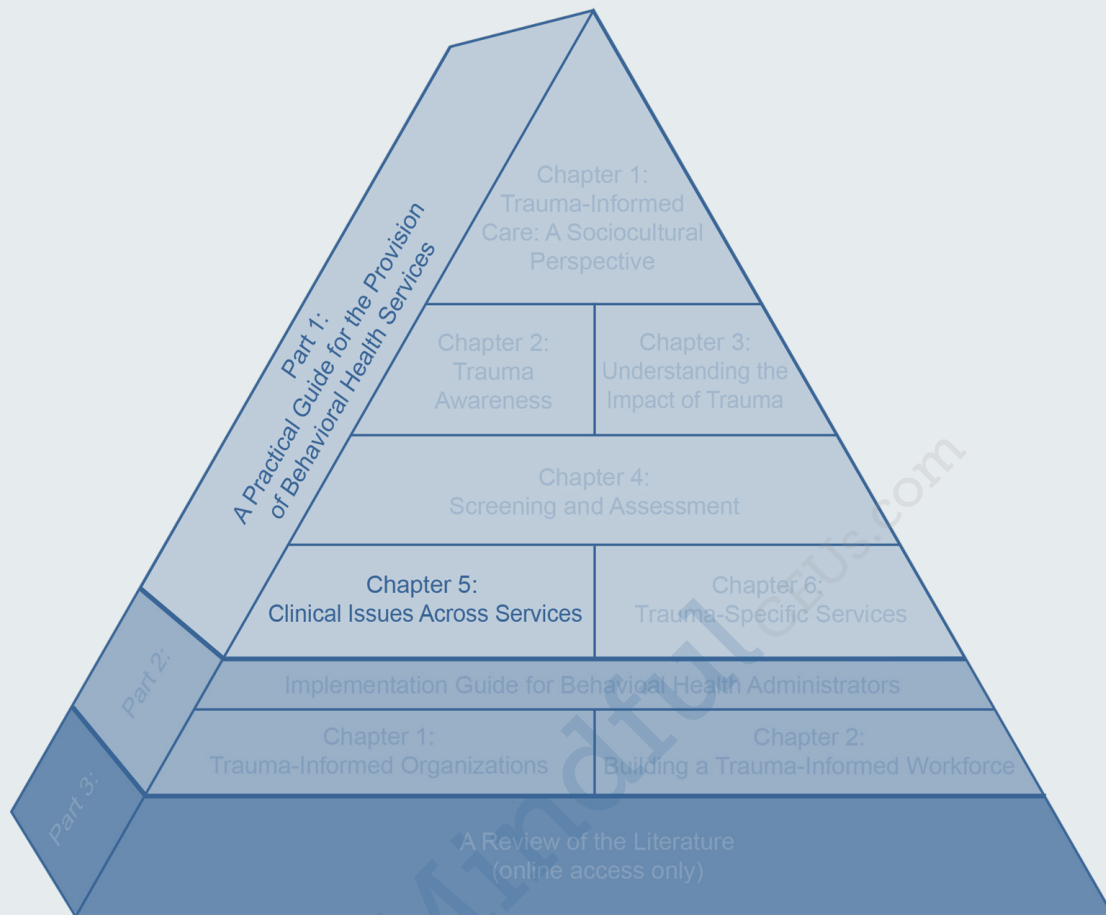 Part 1:
A Practical Guide for the Provision
of Behavioral Health Services
Chapter 1:
Trauma-Informed
Care: A Sociocultural
Perspective
Chapter 2:
Trauma
Awareness
Chapter 3:
Understanding the
Impact of Trauma
Chapter 4:
Screening and Assessment
Chapter 5:
Clinical Issues Across Services
Chapter 6:
Trauma-Specific Services
Part 2:
Implementation Guide for Behavioral Health Administrators
Chapter 1:
Trauma-Informed Organizations
Chapter 2:
Building a Trauma-Informed Workforce
Part 3:
A Review of the Literature
(online access only)
Mindful CEUs.com